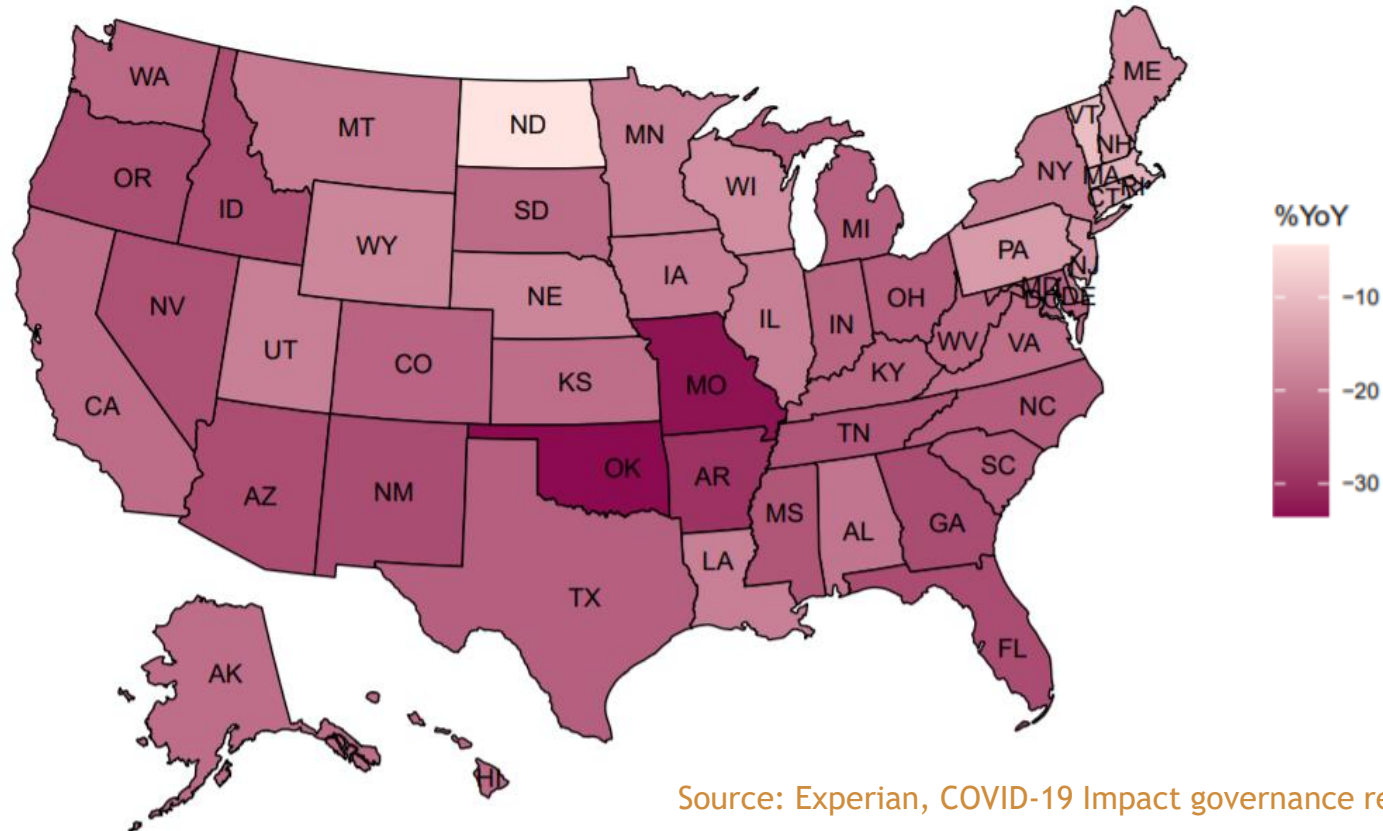 WA
MT
ND
MN
ME
VT
NH
OR
ID
SD
WI
NY
MA
RI
CT
WY
MI
PA
%YoY
NV
NE
IA
NJ
UT
CO
IL
IN
OH
MD
DC
DE
-10
WV
VA
CA
KS
MO
KY
-20
NC
AZ
NM
OK
AR
TN
SC
-30
MS
AL
GA
LA
TX
FL
AK
HI
Source: Experian, COVID-19 Impact governance re